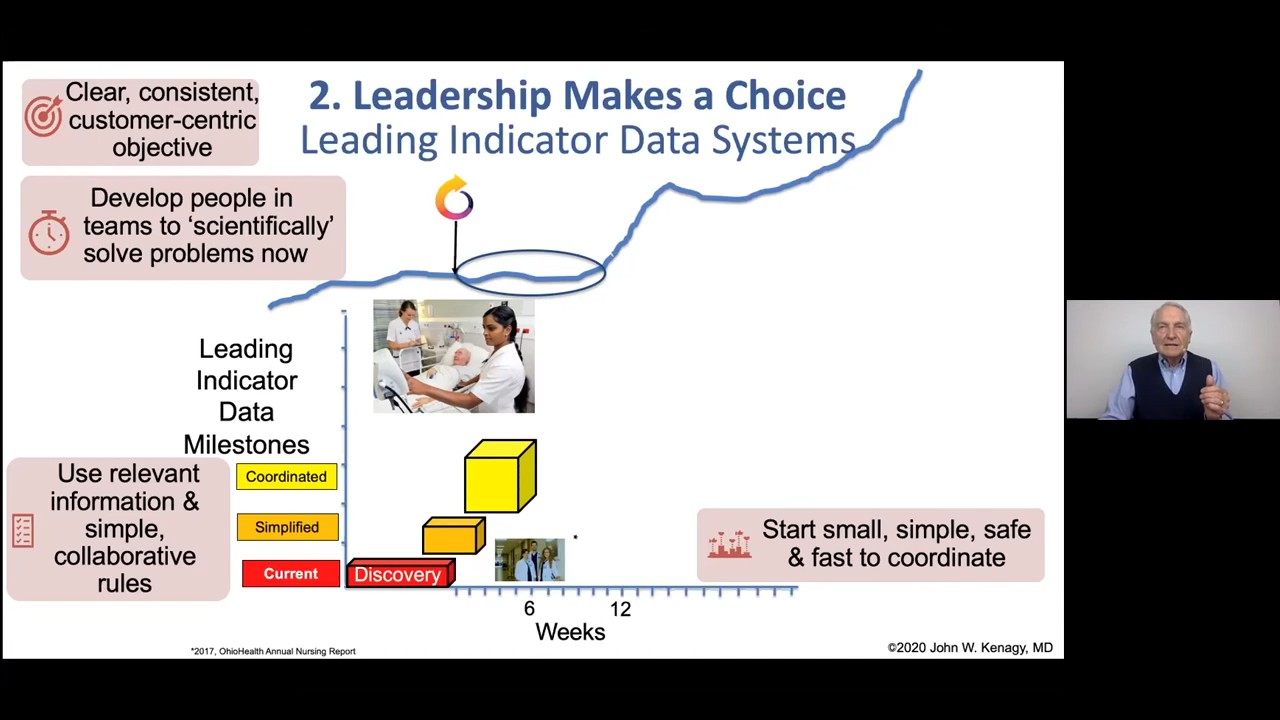 2. Leadership Makes a Choice
Leading Indicator Data Systems
Clear, consistent,
customer-centric
objective
Develop people in
teams to ‘scientifically’
solve problems now
Leading
Indicator
Data
Milestones
Use relevant
information &
simple,
collaborative
rules
Coordinated
Simplified
Current
Discovery
*
Start small, simple, safe
& fast to coordinate
6
12
Weeks
*2017, OhioHealth Annual Nursing Report
©2020 John W. Kenagy, MD